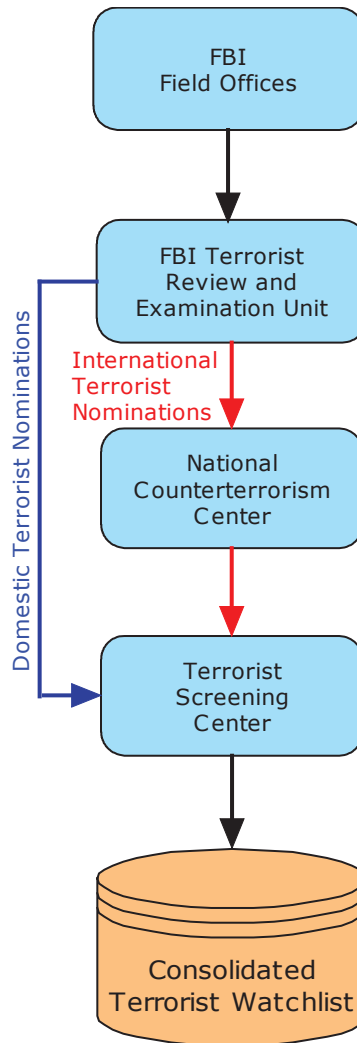 FBI
Field Offices
FBI Terrorist
Review and
Examination Unit
Domestic Terrorist Nominations
International
Terrorist
Nominations
National
Counterterrorism
Center
Terrorist
Screening
Center
Consolidated
Terrorist Watchlist